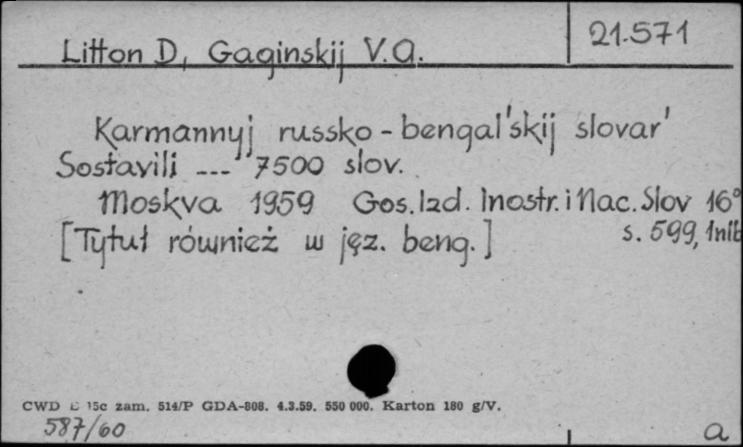 21.571
Litton D, Gaginskij V.A.
Karmannyj russko-bengal'skij slovar'
Sostavili --- 7500 slov.
Moskva 1959 Gos. Izd. Inostr. i Nac. Slov 16°
[Tytuł również w jęz. beng.] s. 599, 1nlb
CWD 15c zam. 514/P GDA-808. 4.3.59. 550 000. Karton 180 g/V.
587/60
a